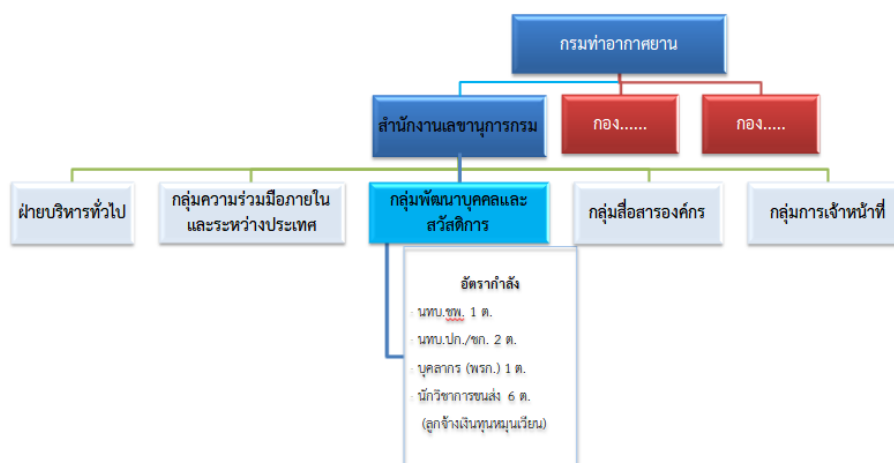 กรมท่าอากาศยาน
สำนักงานเลขานุการกรม
กอง......
กอง.....
ฝ่ายบริหารทั่วไป
กลุ่มความร่วมมือภายใน
และระหว่างประเทศ
กลุ่มพัฒนาบุคคลและ
สวัสดิการ
กลุ่มสื่อสารองค์กร
กลุ่มการเจ้าหน้าที่
อัตรากำลัง
นทบ.ชพ. 1 ต.
นทบ.ปก./ชก. 2 ต.
บุคลากร (พรก.) 1 ต.
นักวิชาการขนส่ง 6 ต.
(ลูกจ้างเงินทุนหมุนเวียน)